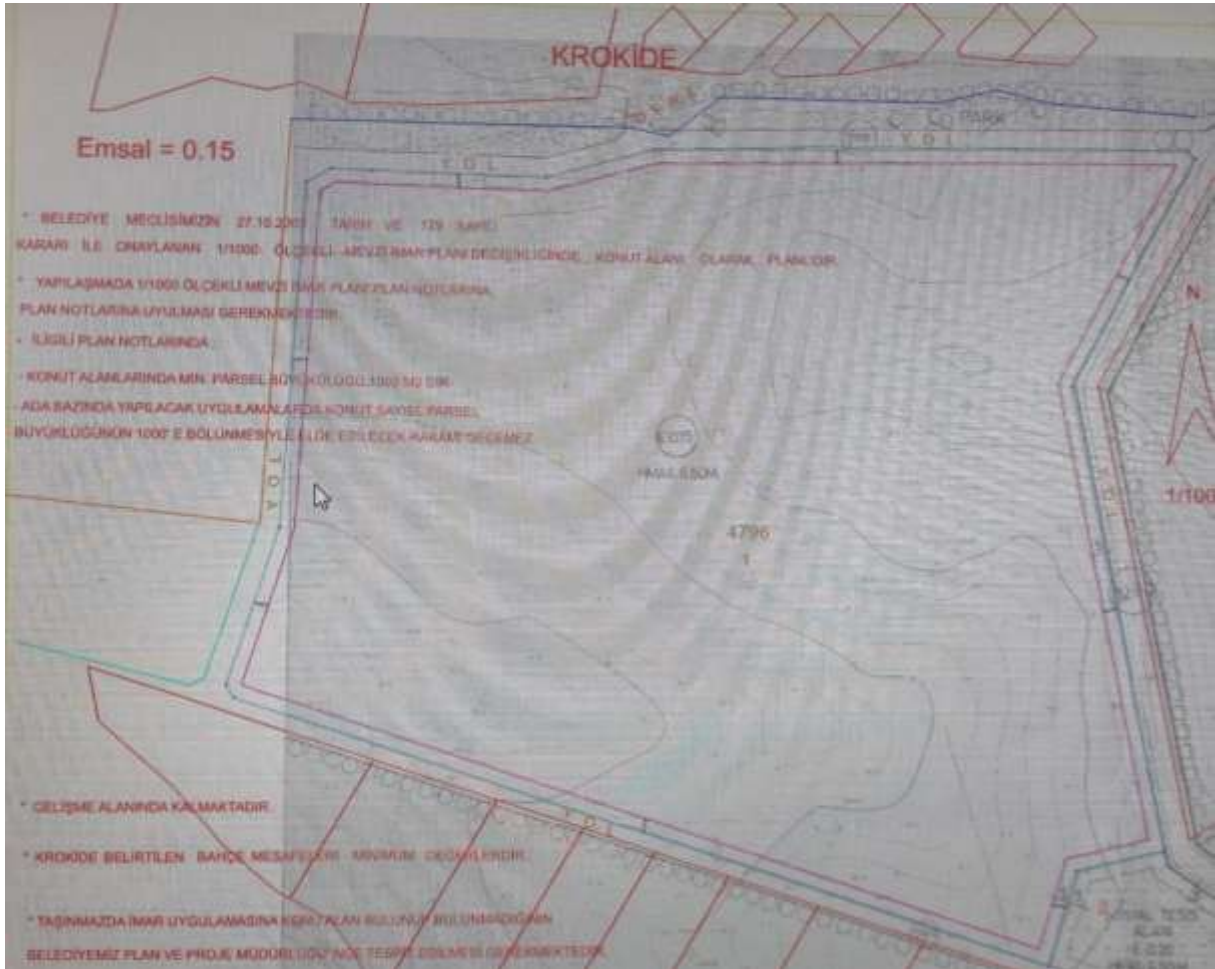 KROKİDE
PARK
Emsal = 0.15
Y O L
Y O L
* BELEDİYE MECLİSİMİZİN 27.10. TARİH VE SAYILI
KARARI İLE ONAYLANAN 1/1000 ÖLÇEKLİ MEVZİ İMAR PLANI DEĞİŞİKLİĞİNDE KONUT ALANI OLARAK PLANLIDIR.
* YAPILAŞMADA 1/1000 ÖLÇEKLİ MEVZİ İMAR PLANI PLAN NOTLARINA
PLAN NOTLARINA UYULMASI GEREKMEKTEDİR.
N
- İLGİLİ PLAN NOTLARINDA
- KONUT ALANLARINDA MİN. PARSEL BÜYÜKLÜĞÜ 1000 M2 DİR.
- ADA BAZINDA YAPILACAK UYGULAMALARDA KONUT SAYISI PARSEL
BÜYÜKLÜĞÜNÜN 1000' E BÖLÜNMESİYLE ELDE EDİLECEK RAKAMI GEÇEMEZ.
1/100
Y O L
4796
1
Y O L
* GELİŞME ALANINDA KALMAKTADIR.
* KROKİDE BELİRTİLEN BAHÇE MESAFELERİ MİNİMUM DEĞERLERDİR.
* TAŞINMAZDA İMAR UYGULAMASINA KONU ALAN BULUNUP BULUNMADIĞININ
BELEDİYEMİZ PLAN VE PROJE MÜDÜRLÜĞÜ'NCE TESPİT EDİLMESİ GEREKMEKTEDİR.
TESİS
ALANI